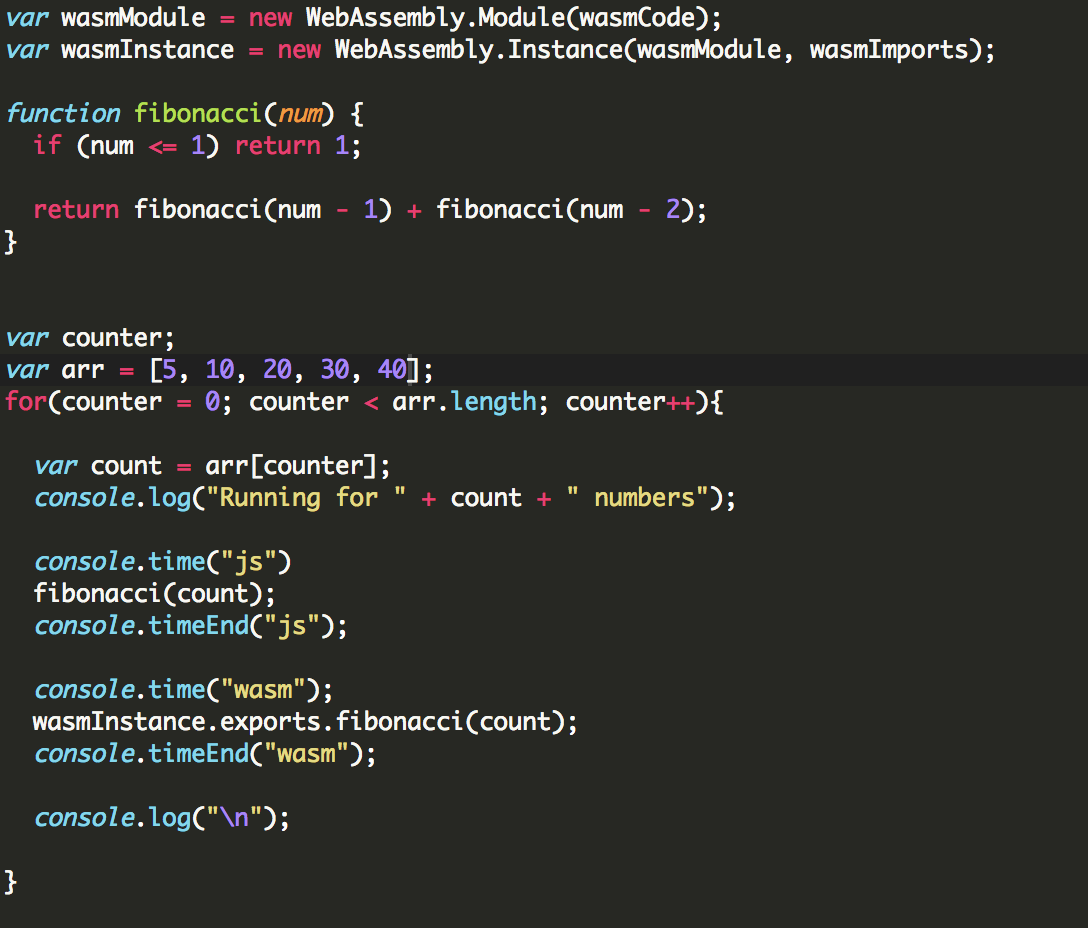 var wasmModule = new WebAssembly.Module(wasmCode);
var wasmInstance = new WebAssembly.Instance(wasmModule, wasmImports);
function fibonacci(num) {
  if (num <= 1) return 1;
  return fibonacci(num - 1) + fibonacci(num - 2);
}
var counter;
var arr = [5, 10, 20, 30, 40];
for(counter = 0; counter < arr.length; counter++){
  var count = arr[counter];
  console.log("Running for " + count + " numbers");
  console.time("js")
  fibonacci(count);
  console.timeEnd("js");
  console.time("wasm");
  wasmInstance.exports.fibonacci(count);
  console.timeEnd("wasm");
  console.log("\n");
}